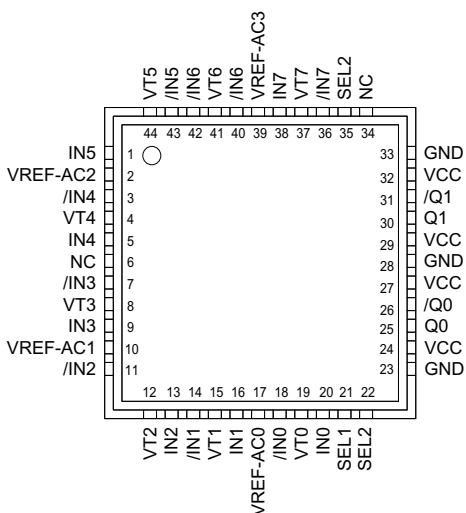 VT5
/IN5
/IN6
VT6
/IN6
VREF-AC3
IN7
VT7
/IN7
SEL2
NC
44 43 42 41 40 39 38 37 36 35 34
IN5 1
VREF-AC2 2
/IN4 3
VT4 4
IN4 5
NC 6
/IN3 7
VT3 8
IN3 9
VREF-AC1 10
/IN2 11
33 GND
32 VCC
31 /Q1
30 Q1
29 VCC
28 GND
27 VCC
26 /Q0
25 Q0
24 VCC
23 GND
12 13 14 15 16 17 18 19 20 21 22
VT2
IN2
/IN1
VT1
IN1
VREF-AC0
/IN0
VT0
IN0
SEL1
SEL2